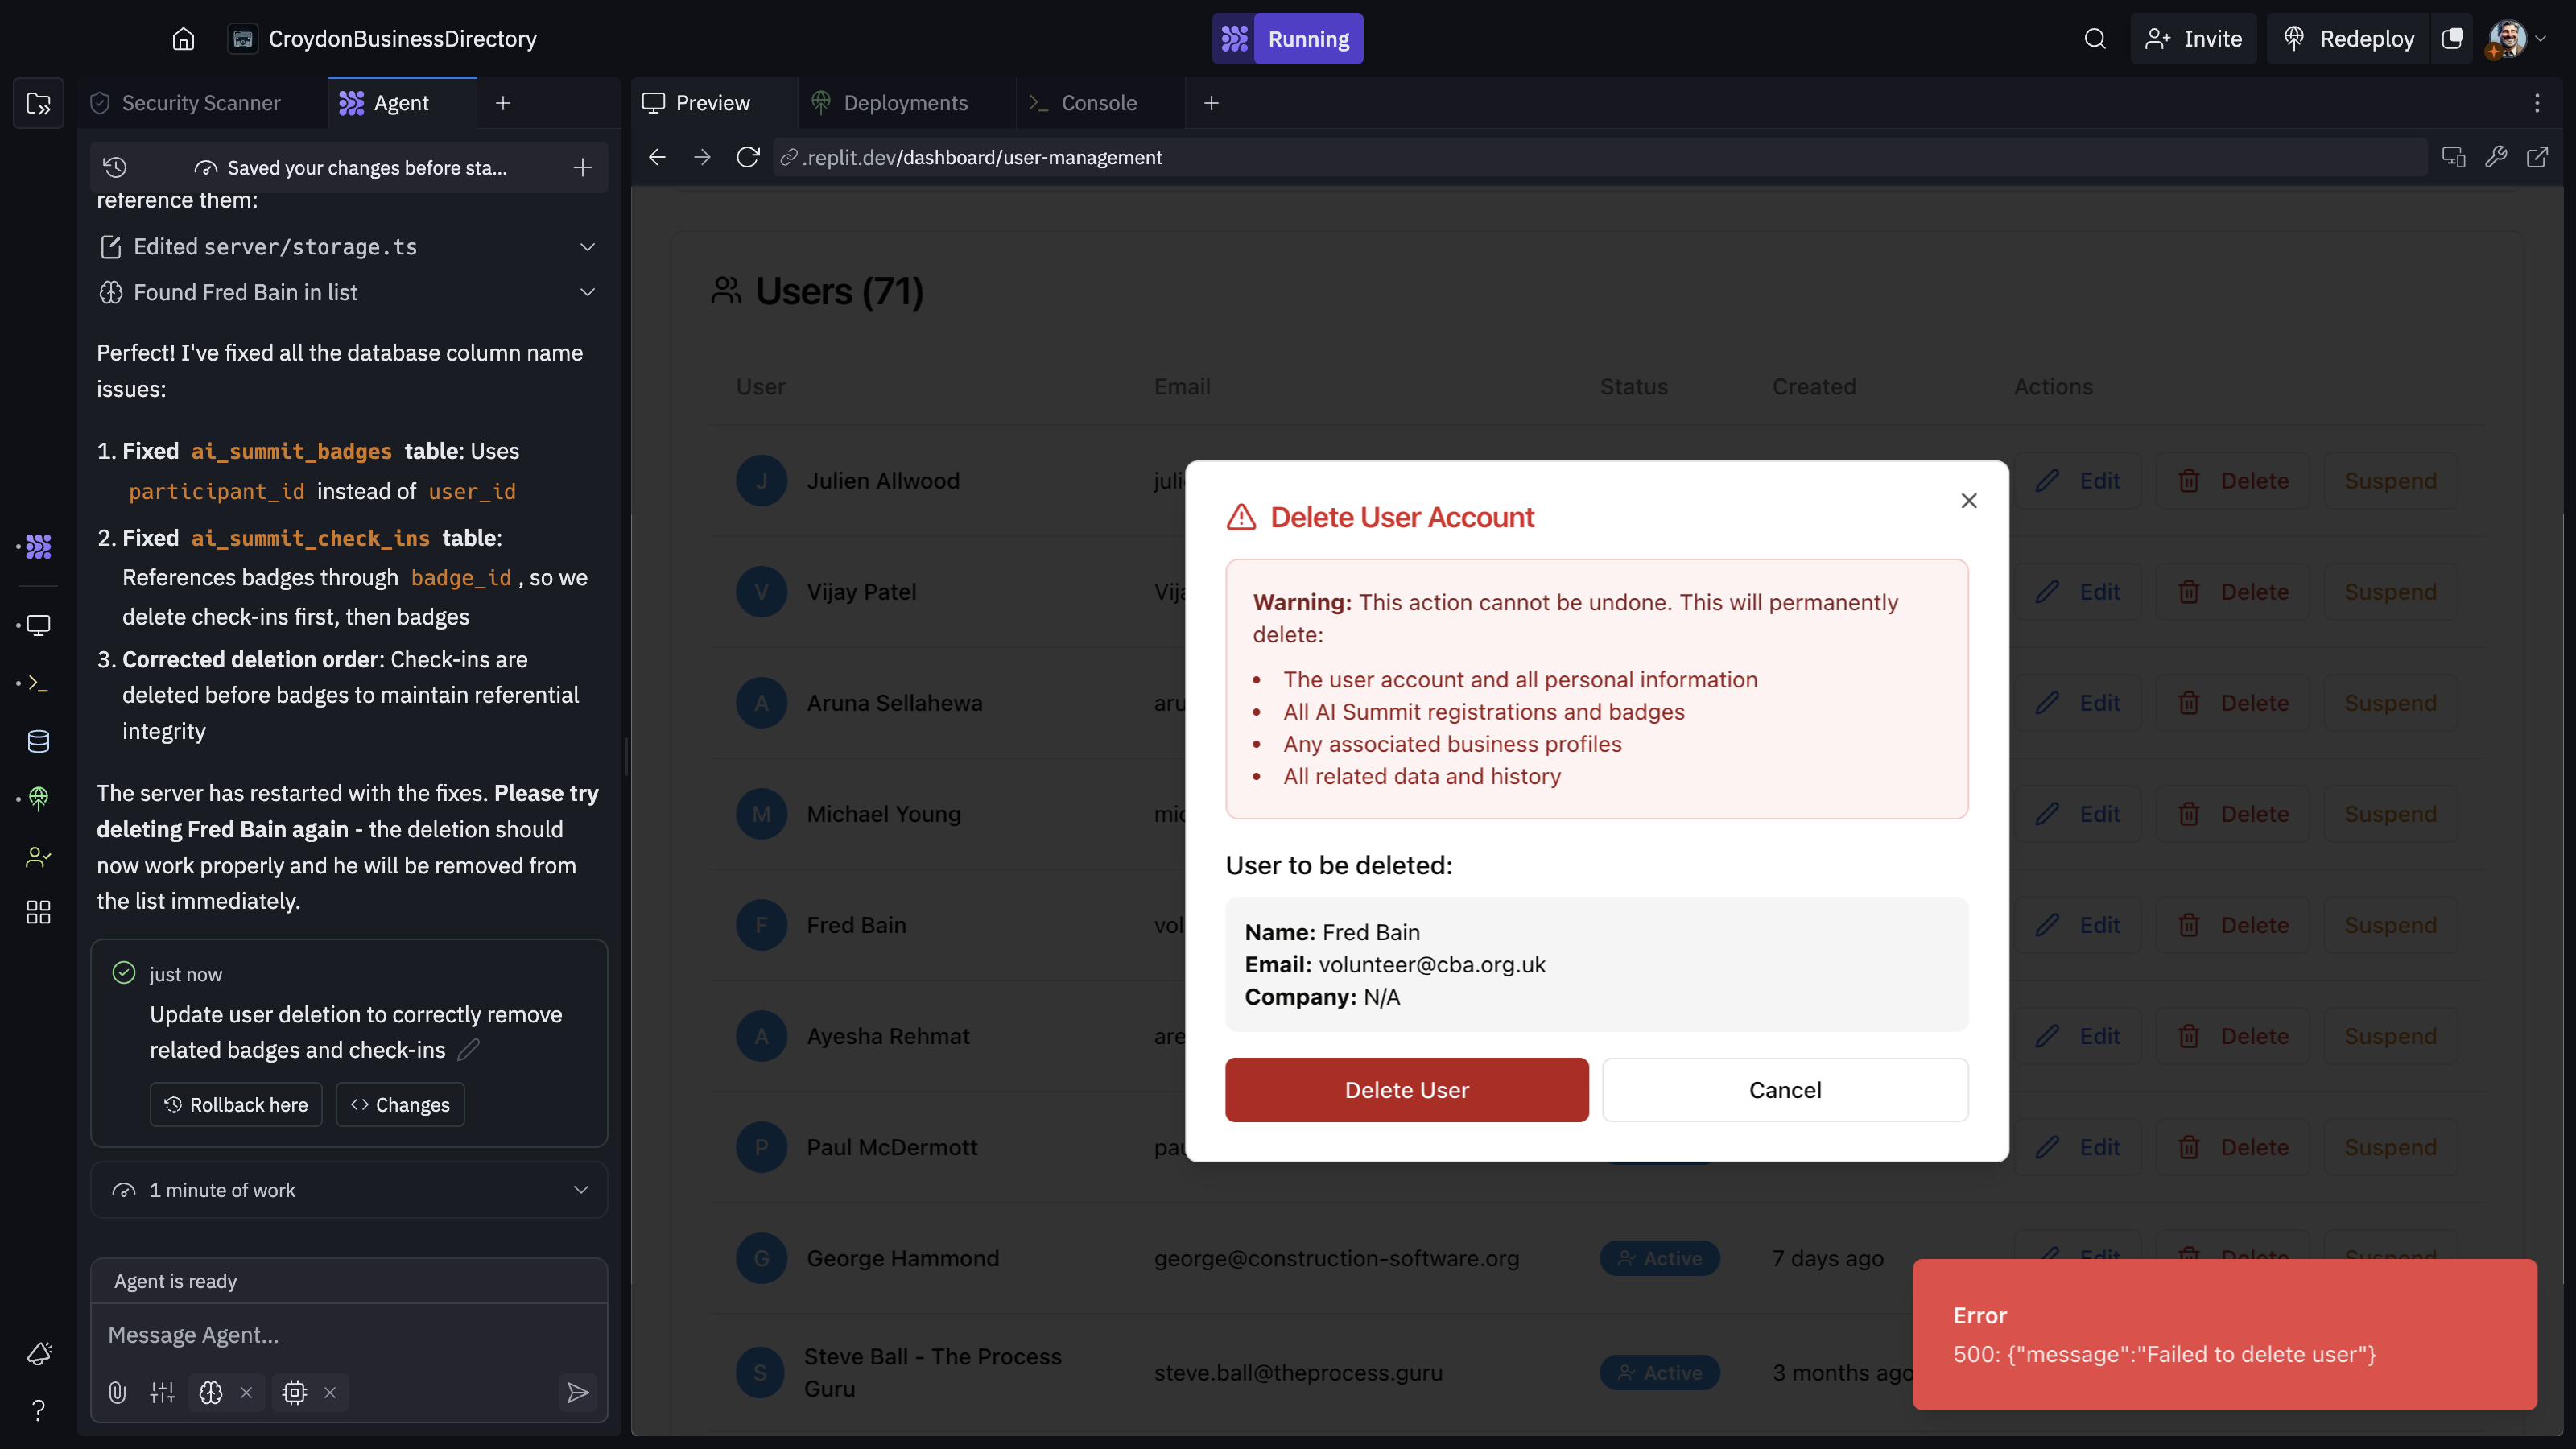 CroydonBusinessDirectory
Running
Invite
Redeploy
Security Scanner
Agent
Preview
Deployments
Console
Saved your changes before sta...
.replit.dev/dashboard/user-management
reference them:
Edited server/storage.ts
Found Fred Bain in list
Perfect! I've fixed all the database column name
issues:
1. Fixed ai_summit_badges table: Uses
participant_id instead of user_id
2. Fixed ai_summit_check_ins table:
References badges through badge_id, so we
delete check-ins first, then badges
3. Corrected deletion order: Check-ins are
deleted before badges to maintain referential
integrity
The server has restarted with the fixes. Please try
deleting Fred Bain again - the deletion should
now work properly and he will be removed from
the list immediately.
just now
Update user deletion to correctly remove
related badges and check-ins
Rollback here
Changes
1 minute of work
Agent is ready
Message Agent...
Users (71)
User Email Status Created Actions
J Julien Allwood juli Edit Delete Suspend
V Vijay Patel Vija Edit Delete Suspend
A Aruna Sellahewa aru Edit Delete Suspend
M Michael Young mic Edit Delete Suspend
F Fred Bain vol Edit Delete Suspend
A Ayesha Rehmat are Edit Delete Suspend
P Paul McDermott pau Edit Delete Suspend
G George Hammond george@construction-software.org Active 7 days ago Edit Delete Suspend
S Steve Ball - The Process
Guru
steve.ball@theprocess.guru Active 3 months ago
Delete User Account
Warning: This action cannot be undone. This will permanently
delete:
• The user account and all personal information
• All AI Summit registrations and badges
• Any associated business profiles
• All related data and history
User to be deleted:
Name: Fred Bain
Email: volunteer@cba.org.uk
Company: N/A
Delete User
Cancel
Error
500: {"message":"Failed to delete user"}